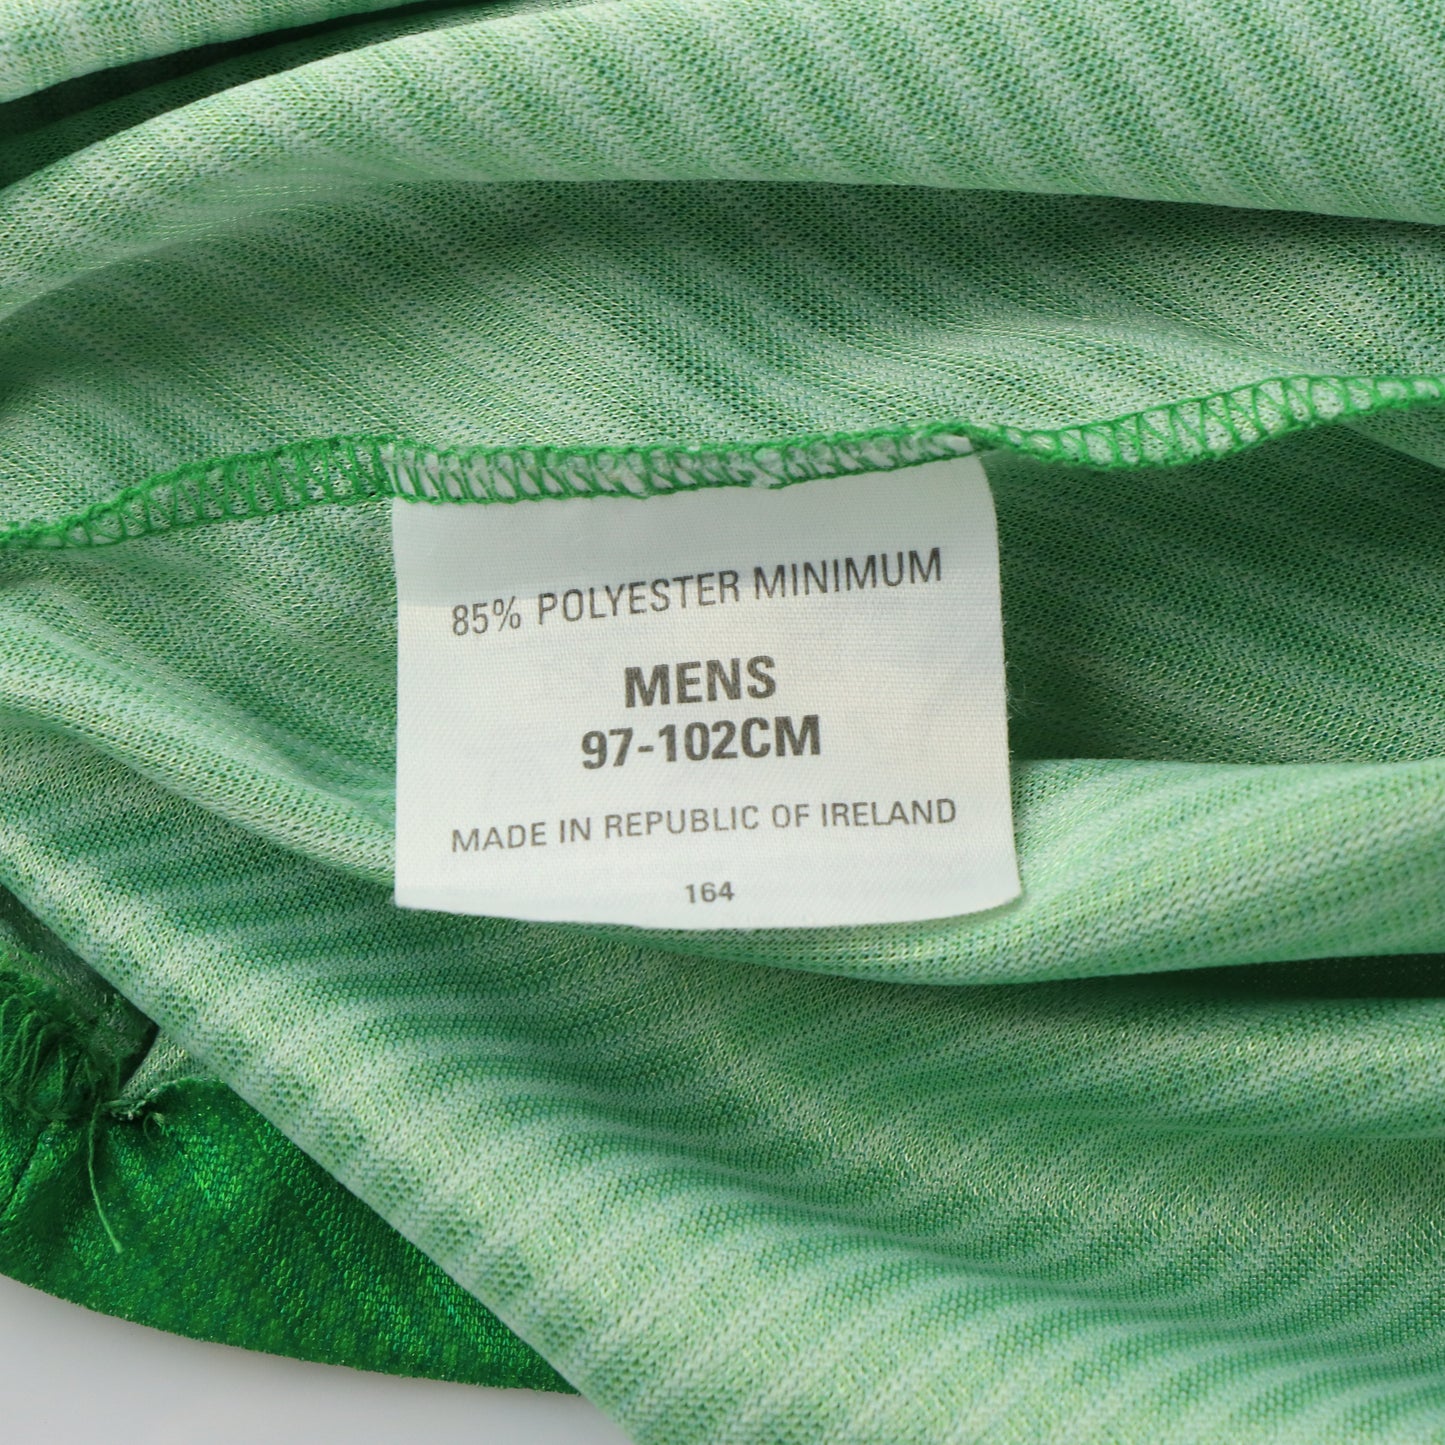 85% POLYESTER MINIMUM
MENS
97-102CM
MADE IN REPUBLIC OF IRELAND
164